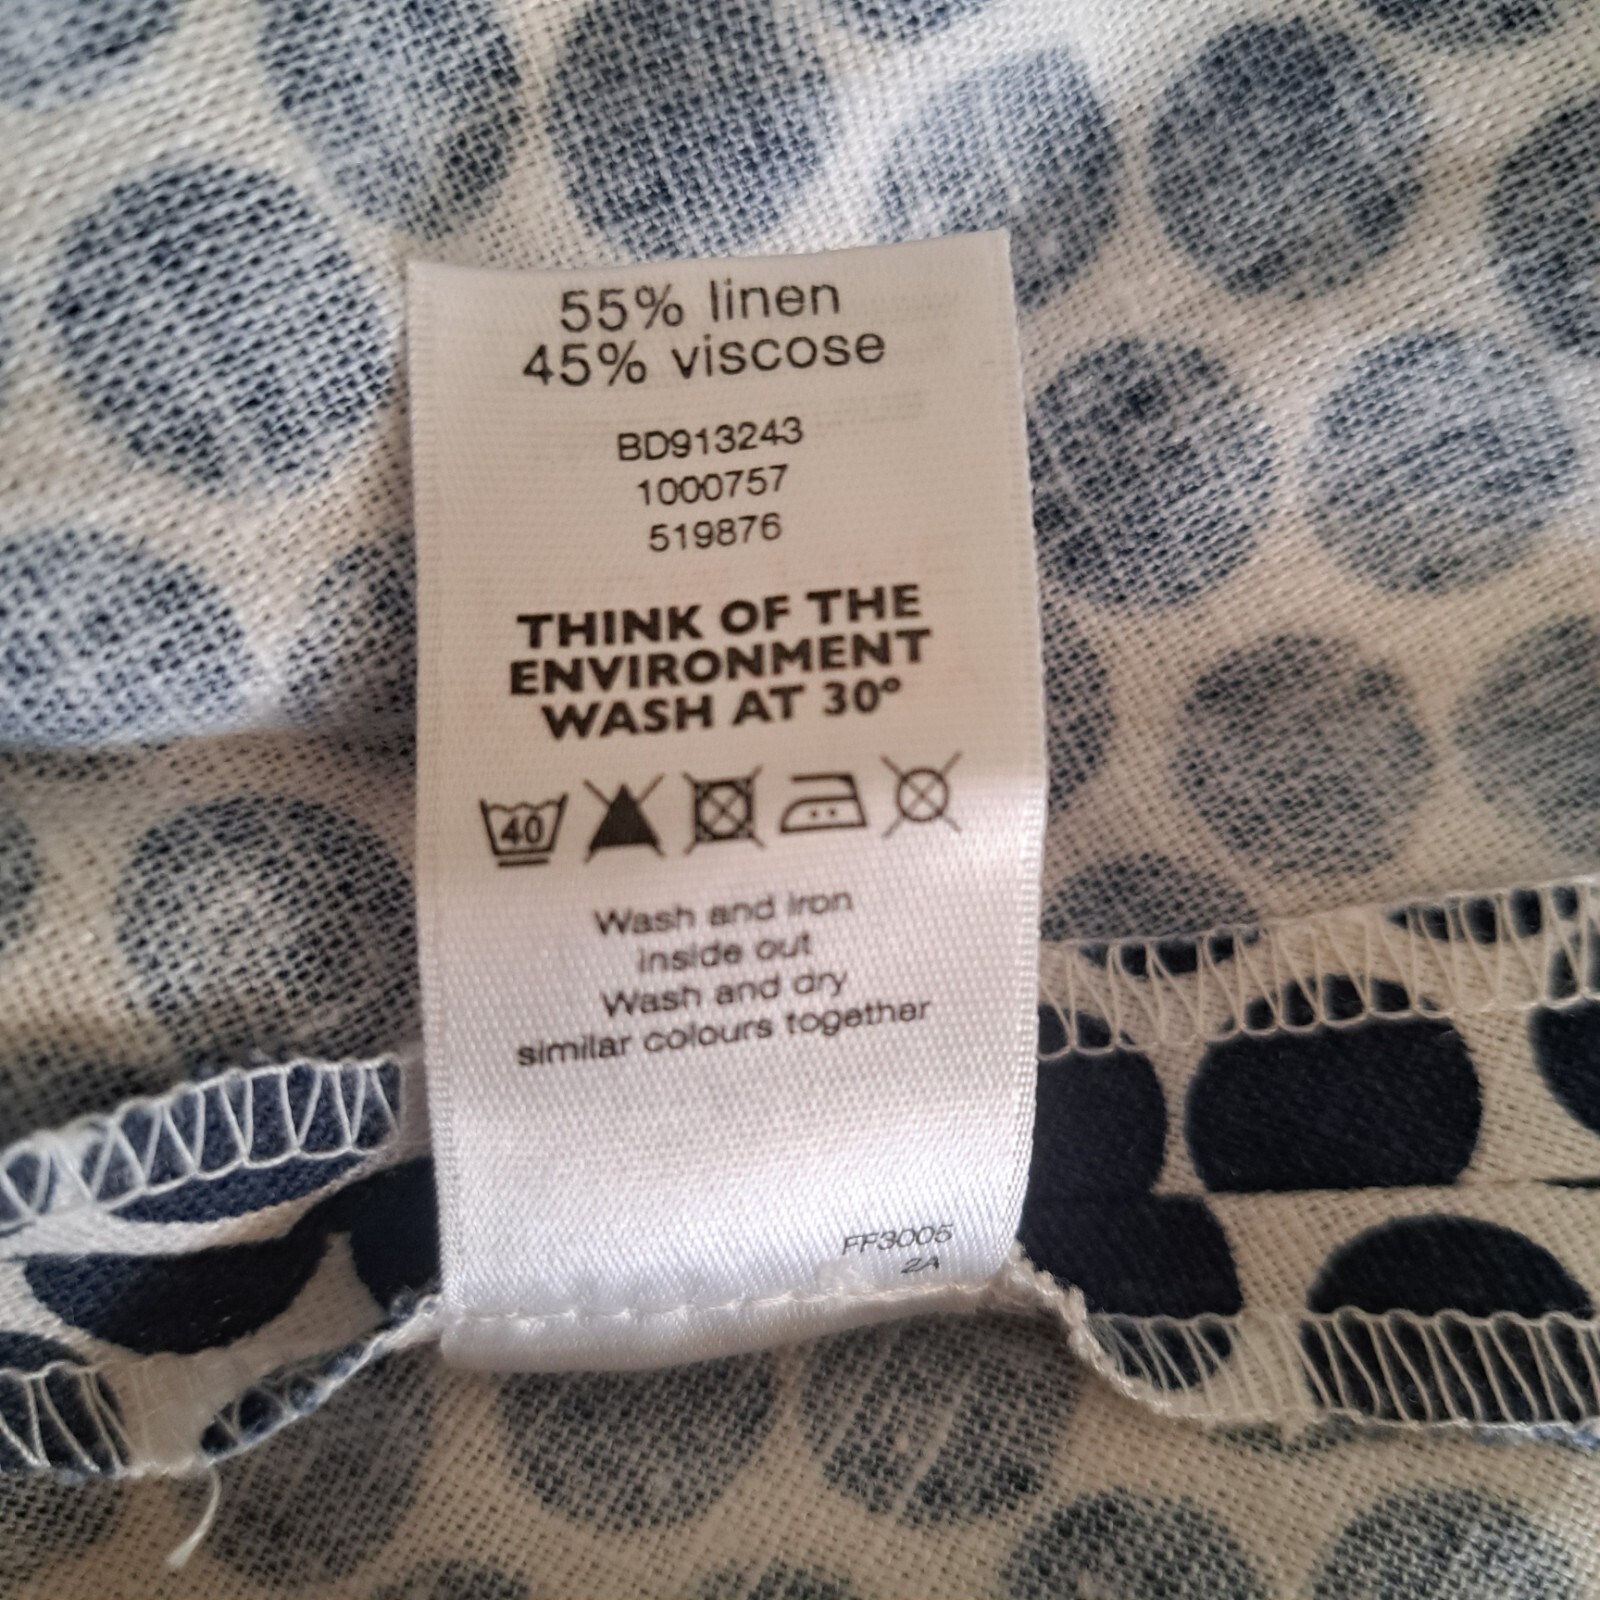 55% linen
45% viscose
BD913243
1000757
519876
THINK OF THE
ENVIRONMENT
WASH AT 30º
40
Wash and iron
inside out
Wash and dry
similar colours together
FF3005
2A